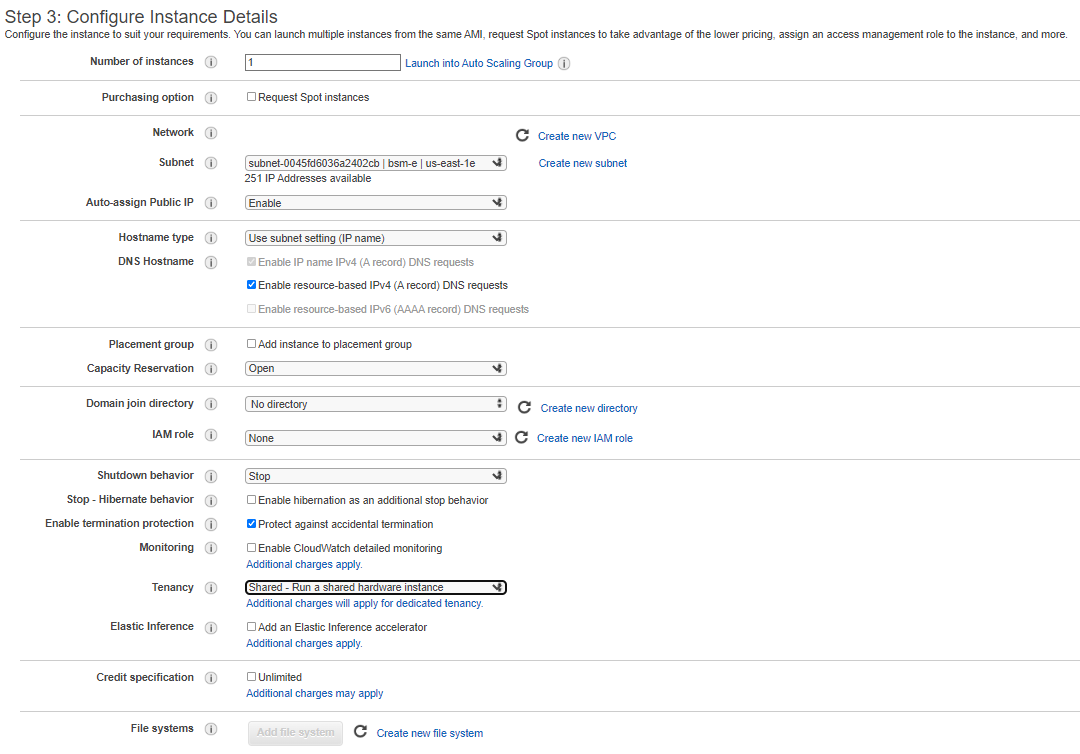 Step 3: Configure Instance Details
Configure the instance to suit your requirements. You can launch multiple instances from the same AMI, request Spot instances to take advantage of the lower pricing, assign an access management role to the instance, and more.
Number of instances i 1 Launch into Auto Scaling Group i
Purchasing option i Request Spot instances
Network i Create new VPC
Subnet i subnet-0045fd6036a2402cb | bsm-e | us-east-1e Create new subnet
251 IP Addresses available
Auto-assign Public IP i Enable
Hostname type i Use subnet setting (IP name)
DNS Hostname i Enable IP name IPv4 (A record) DNS requests
Enable resource-based IPv4 (A record) DNS requests
Enable resource-based IPv6 (AAAA record) DNS requests
Placement group i Add instance to placement group
Capacity Reservation i Open
Domain join directory i No directory Create new directory
IAM role i None Create new IAM role
Shutdown behavior i Stop
Stop - Hibernate behavior i Enable hibernation as an additional stop behavior
Enable termination protection i Protect against accidental termination
Monitoring i Enable CloudWatch detailed monitoring
Additional charges apply.
Tenancy i Shared - Run a shared hardware instance
Additional charges will apply for dedicated tenancy.
Elastic Inference i Add an Elastic Inference accelerator
Additional charges apply.
Credit specification i Unlimited
Additional charges may apply
File systems i Add file system Create new file system